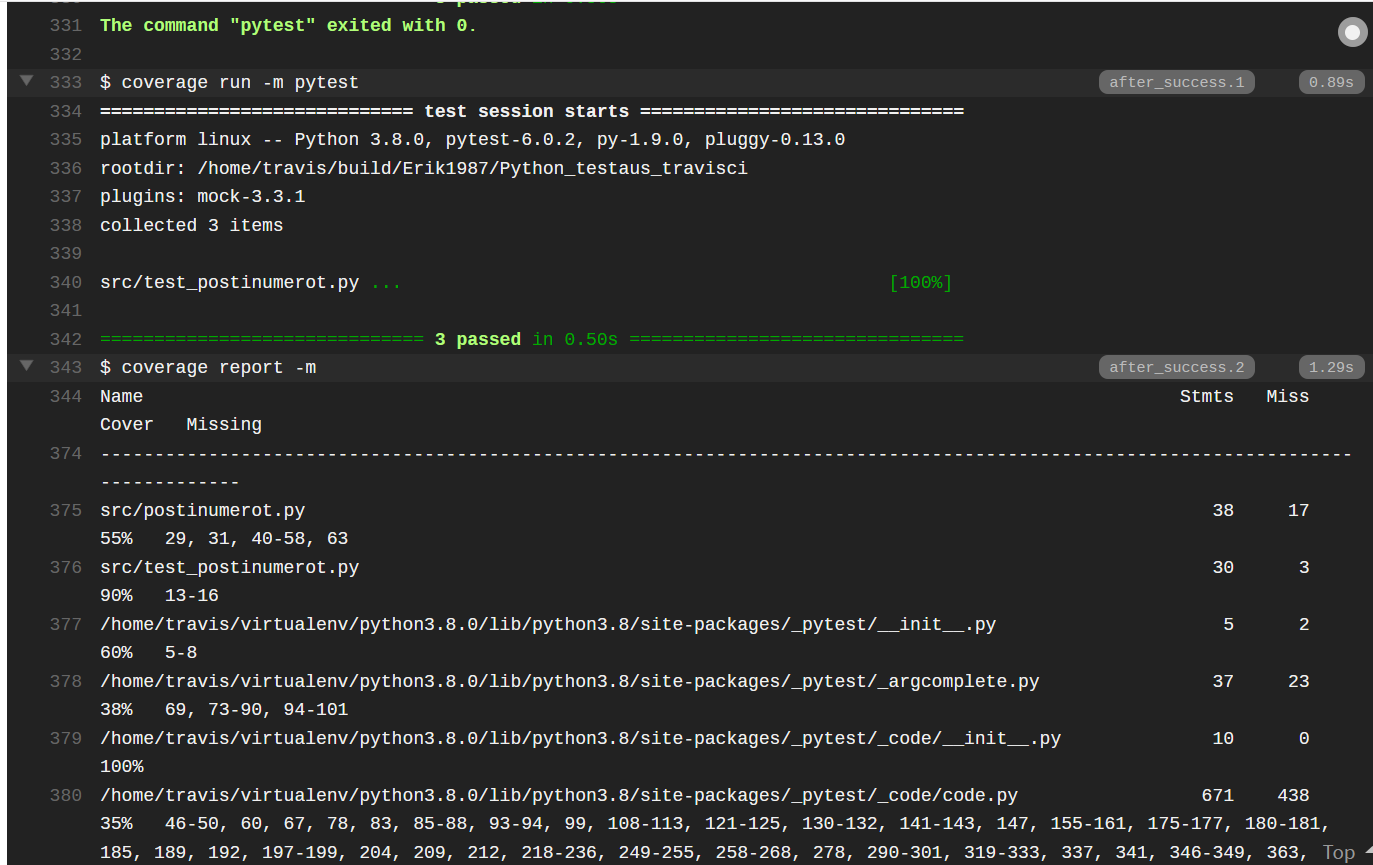 331 The command "pytest" exited with 0.
332
333 $ coverage run -m pytest after_success.1 0.89s
334 ============================= test session starts ==============================
335 platform linux -- Python 3.8.0, pytest-6.0.2, py-1.9.0, pluggy-0.13.0
336 rootdir: /home/travis/build/Erik1987/Python_testaus_travisci
337 plugins: mock-3.3.1
338 collected 3 items
339
340 src/test_postinumerot.py ... [100%]
341
342 ============================== 3 passed in 0.50s ===============================
343 $ coverage report -m after_success.2 1.29s
344 Name Stmts Miss
Cover Missing
374 --------------------------------------------------------------------------------------------------------------------
-------------
375 src/postinumerot.py 38 17
55% 29, 31, 40-58, 63
376 src/test_postinumerot.py 30 3
90% 13-16
377 /home/travis/virtualenv/python3.8.0/lib/python3.8/site-packages/_pytest/__init__.py 5 2
60% 5-8
378 /home/travis/virtualenv/python3.8.0/lib/python3.8/site-packages/_pytest/_argcomplete.py 37 23
38% 69, 73-90, 94-101
379 /home/travis/virtualenv/python3.8.0/lib/python3.8/site-packages/_pytest/_code/__init__.py 10 0
100%
380 /home/travis/virtualenv/python3.8.0/lib/python3.8/site-packages/_pytest/_code/code.py 671 438
35% 46-50, 60, 67, 78, 83, 85-88, 93-94, 99, 108-113, 121-125, 130-132, 141-143, 147, 155-161, 175-177, 180-181,
185, 189, 192, 197-199, 204, 209, 212, 218-236, 249-255, 258-268, 278, 290-301, 319-333, 337, 341, 346-349, 363, Top